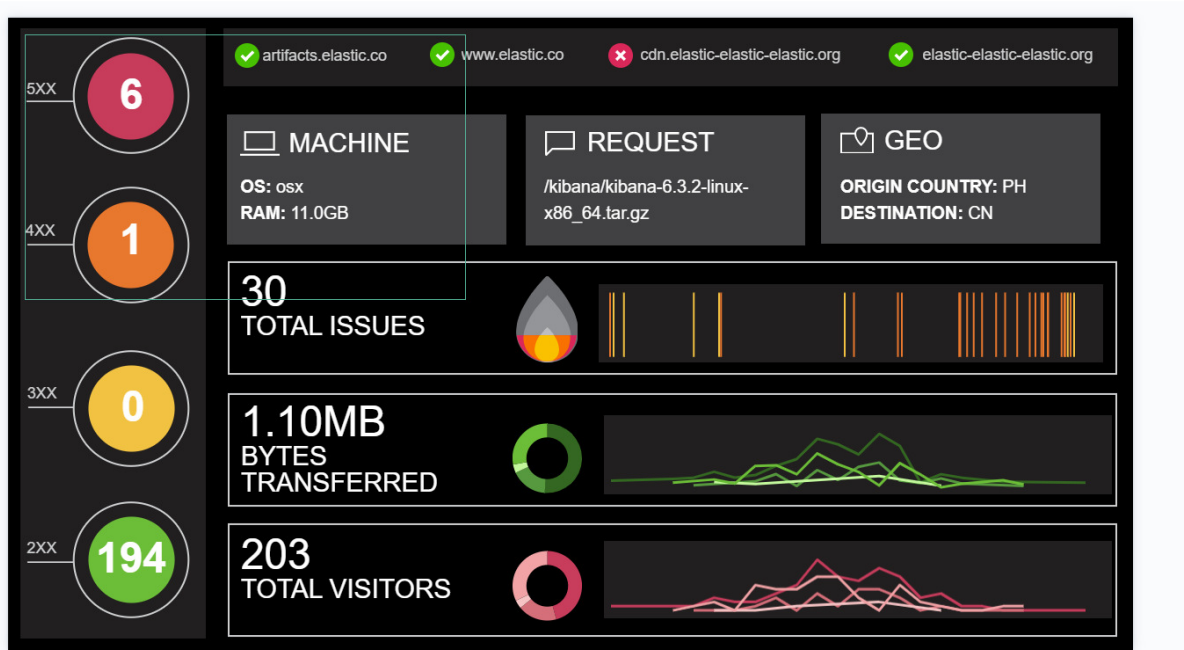 artifacts.elastic.co
www.elastic.co
cdn.elastic-elastic-elastic.org
elastic-elastic-elastic.org
5XX
6
4XX
1
3XX
0
2XX
194
MACHINE
OS: osx
RAM: 11.0GB
REQUEST
/kibana/kibana-6.3.2-linux-
x86_64.tar.gz
GEO
ORIGIN COUNTRY: PH
DESTINATION: CN
30
TOTAL ISSUES
1.10MB
BYTES
TRANSFERRED
203
TOTAL VISITORS